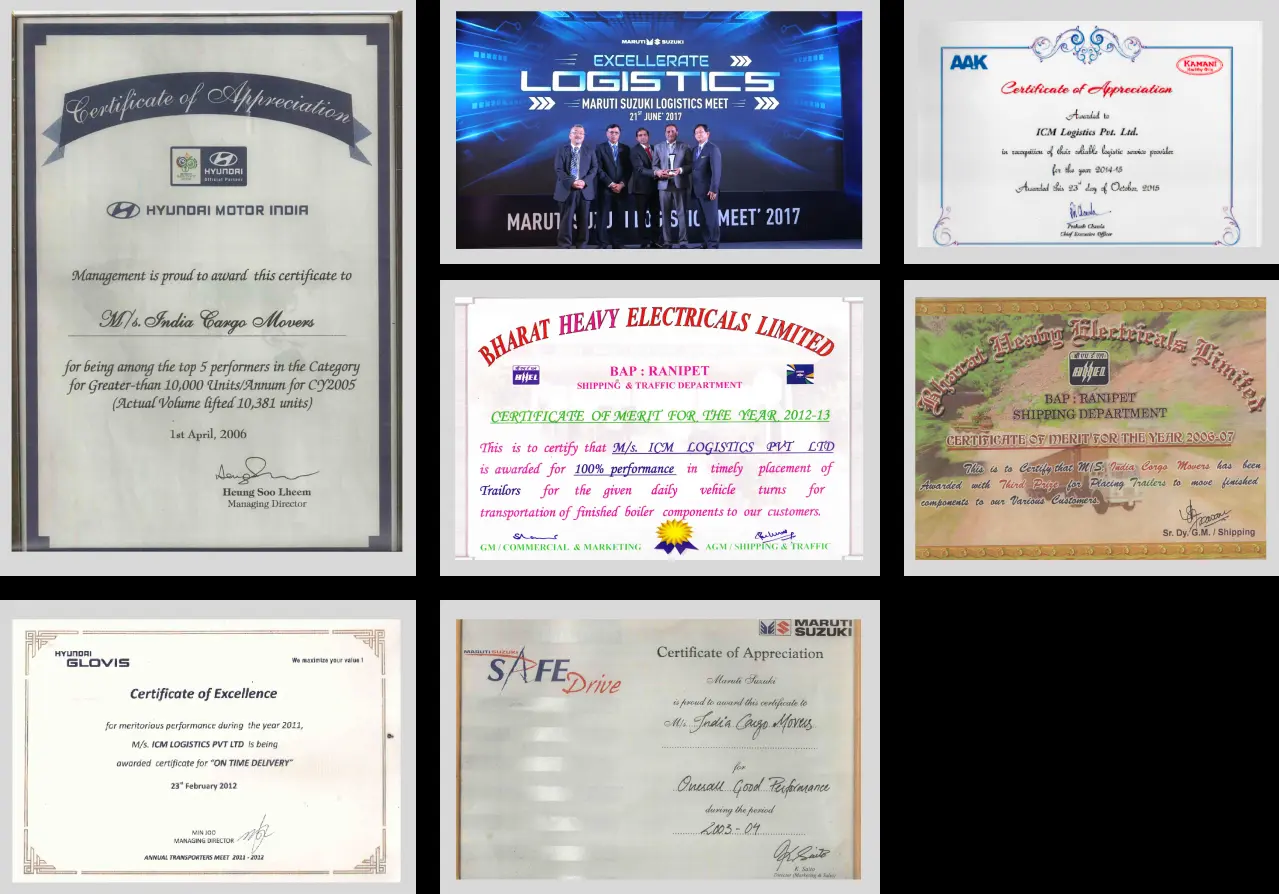 Certificate of Appreciation
HYUNDAI
Official Partner
HYUNDAI MOTOR INDIA
Management is proud to award this certificate to
M/s. India Cargo Movers
for being among the top 5 performers in the Category
for Greater-than 10,000 Units/Annum for CY2005
(Actual Volume lifted 10,381 units)
1st April, 2006
Heung Soo Lheem
Managing Director
MARUTI SUZUKI
EXCELLERATE
LOGISTICS
MARUTI SUZUKI LOGISTICS MEET
21ST JUNE' 2017
MARUTI SUZUKI LOGISTICS MEET' 2017
AAK
KAMANI
Certificate of Appreciation
Awarded to
ICM Logistics Pvt. Ltd.
in recognition of their reliable logistic service provider
for the year 2014-15
Awarded this 23rd day of October, 2015
Prakash Chawla
Chief Executive Officer
BHARAT HEAVY ELECTRICALS LIMITED
BHEL
BAP : RANIPET
SHIPPING & TRAFFIC DEPARTMENT
CERTIFICATE OF MERIT FOR THE YEAR 2012-13
This is to certify that M/s. ICM LOGISTICS PVT LTD
is awarded for 100% performance in timely placement of
Trailors for the given daily vehicle turns for
transportation of finished boiler components to our customers.
GM / COMMERCIAL & MARKETING
AGM / SHIPPING & TRAFFIC
Bharat Heavy Electricals Limited
BHEL
BAP : RANIPET
SHIPPING DEPARTMENT
CERTIFICATE OF MERIT FOR THE YEAR 2006-07
This is to Certify that M/S. India Corgo Movers has been
Awarded with Third Prize for Placing Trailers to move finished
components to our Various Customers.
Sr. Dy. G.M. / Shipping
HYUNDAI
GLOVIS
We maximize your value !
Certificate of Excellence
for meritorious performance during the year 2011,
M/s. ICM LOGISTICS PVT LTD is being
awarded certificate for "ON TIME DELIVERY"
23rd February 2012
MIN JOO
MANAGING DIRECTOR
ANNUAL TRANSPORTERS MEET 2011 - 2012
MARUTI
SUZUKI
MARUTI SUZUKI
SAFE
Drive
Certificate of Appreciation
Maruti Suzuki
is proud to award this certificate to
M/s. India Cargo Movers
for
Overall Good Performance
during the period
2003 - 04
K. Saito
Director (Marketing & Sales)